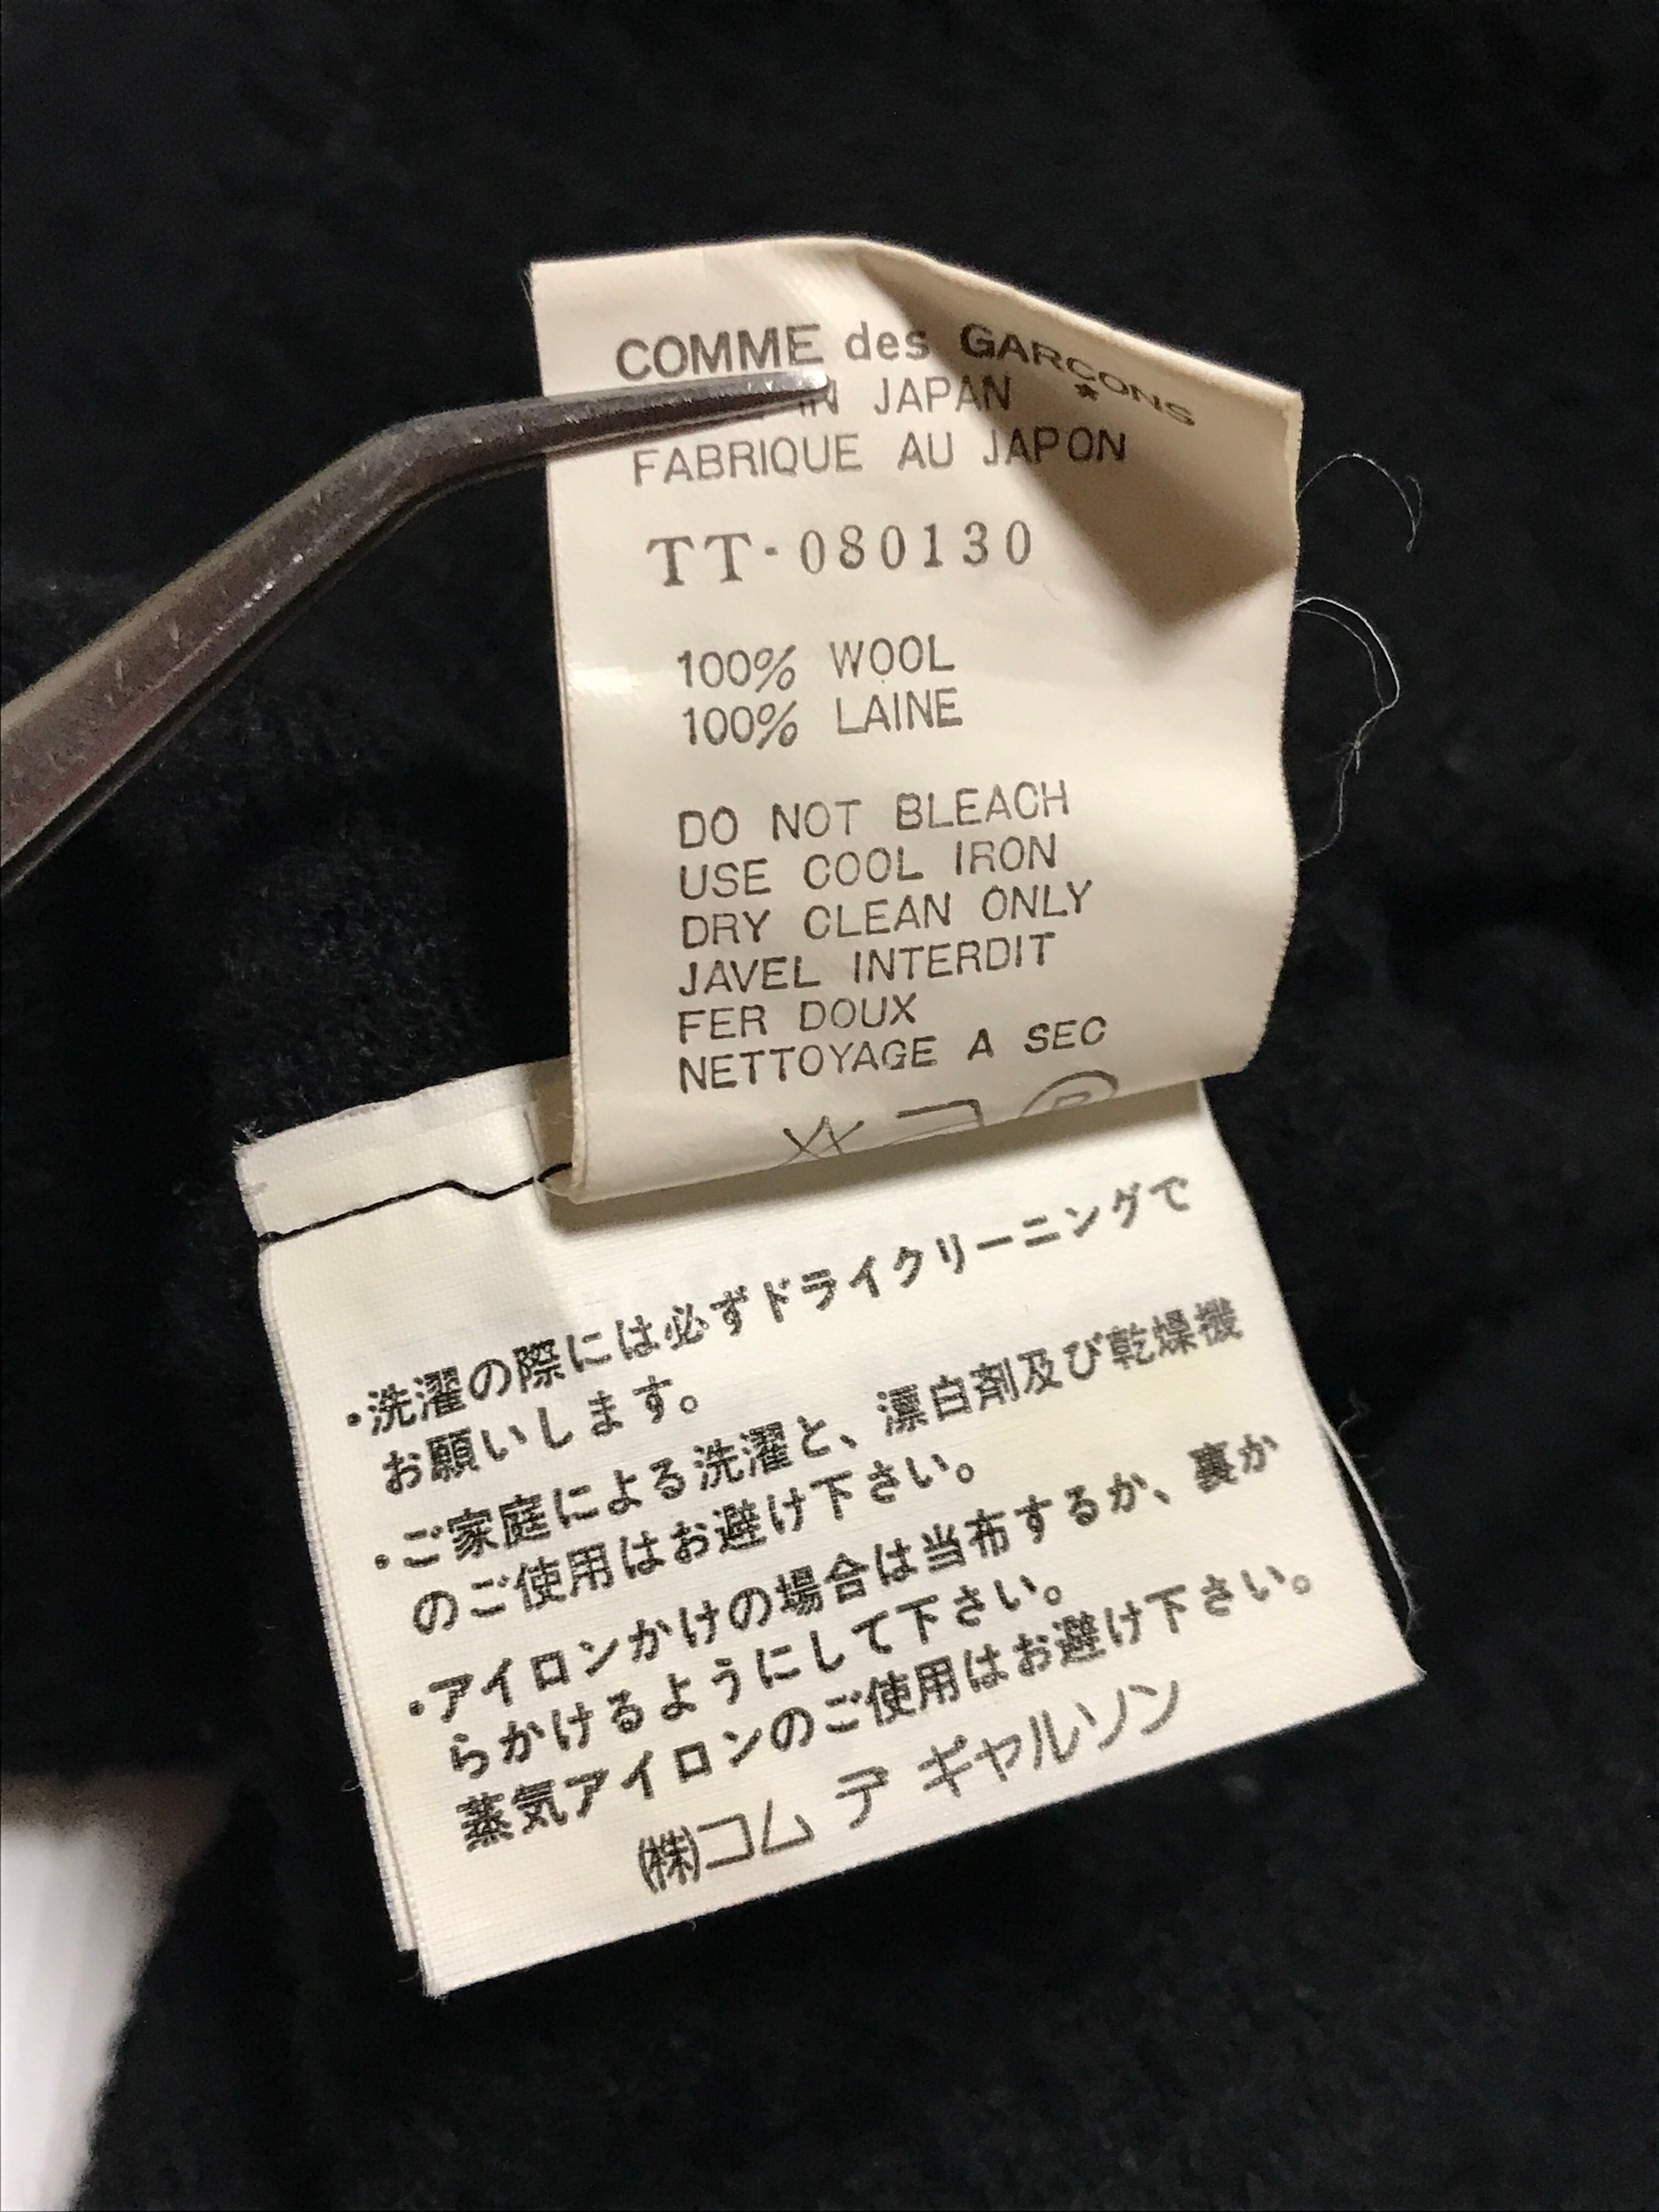 COMME des GARÇONS
IN JAPAN *
FABRIQUE AU JAPON
TT-080130
100% WOOL
100% LAINE
DO NOT BLEACH
USE COOL IRON
DRY CLEAN ONLY
JAVEL INTERDIT
FER DOUX
NETTOYAGE A SEC
・洗濯の際には必ずドライクリーニングで
お願いします。
・ご家庭による洗濯と、漂白剤及び乾燥機
のご使用はお避け下さい。
・アイロンかけの場合は当布するか、裏か
らかけるようにして下さい。
蒸気アイロンのご使用はお避け下さい。
㈱コム デ ギャルソン